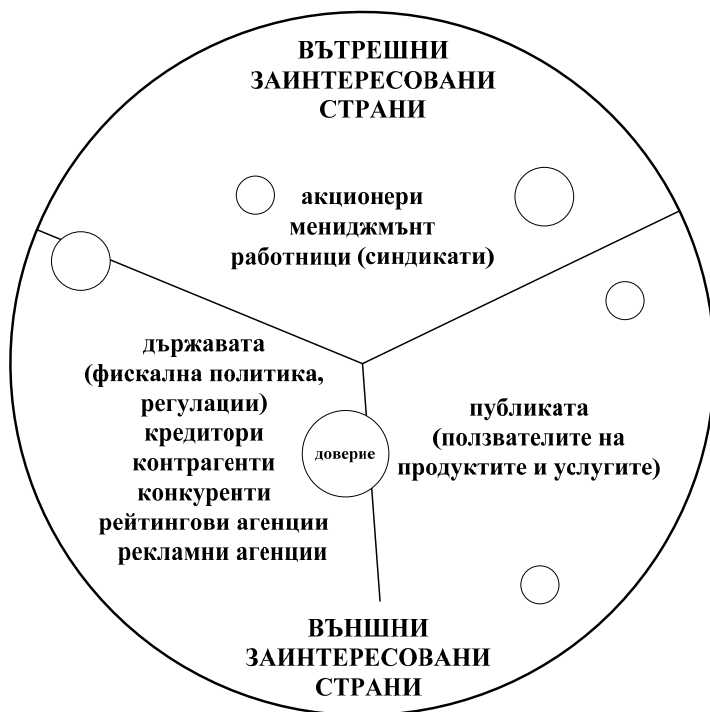 ВЪТРЕШНИ
ЗАИНТЕРЕСОВАНИ
СТРАНИ
акционери
мениджмънт
работници (синдикати)
държавата
(фискална политика,
регулации)
кредитори
контрагенти
конкуренти
рейтингови агенции
рекламни агенции
доверие
публиката
(ползвателите на
продуктите и услугите)
ВЪНШНИ
ЗАИНТЕРЕСОВАНИ
СТРАНИ